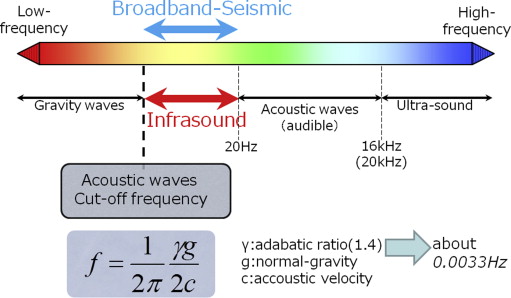 Low-
frequency
Broadband-Seismic
High-
frequency
Gravity waves
Infrasound
Acoustic waves
(audible)
Ultra-sound
20Hz
16kHz
(20kHz)
Acoustic waves
Cut-off frequency
f = 1/2π γg/2c
γ:adabatic ratio(1.4)
g:normal-gravity
c:accoustic velocity
about
0.0033Hz